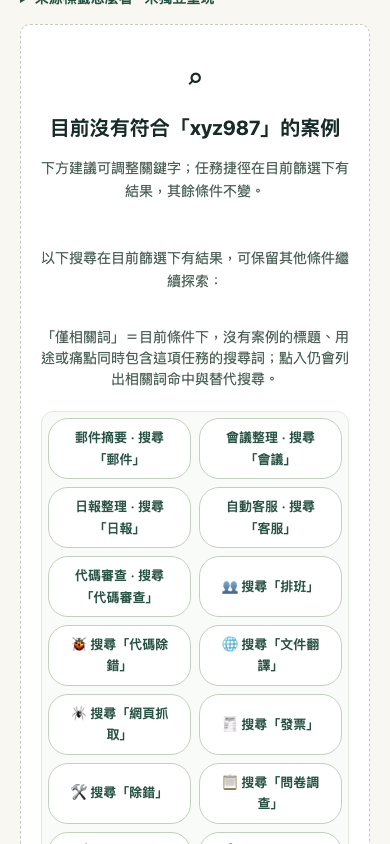 目前沒有符合「xyz987」的案例
下方建議可調整關鍵字；任務捷徑在目前篩選下有
結果，其餘條件不變。
以下搜尋在目前篩選下有結果，可保留其他條件繼
續探索：
「僅相關詞」＝目前條件下，沒有案例的標題、用
途或痛點同時包含這項任務的搜尋詞；點入仍會列
出相關詞命中與替代搜尋。
郵件摘要 · 搜尋
「郵件」
會議整理 · 搜尋
「會議」
日報整理 · 搜尋
「日報」
自動客服 · 搜尋
「客服」
代碼審查 · 搜尋
「代碼審查」
搜尋「排班」
搜尋「代碼除
錯」
搜尋「文件翻
譯」
搜尋「網頁抓
取」
搜尋「發票」
搜尋「除錯」
搜尋「問卷調
查」